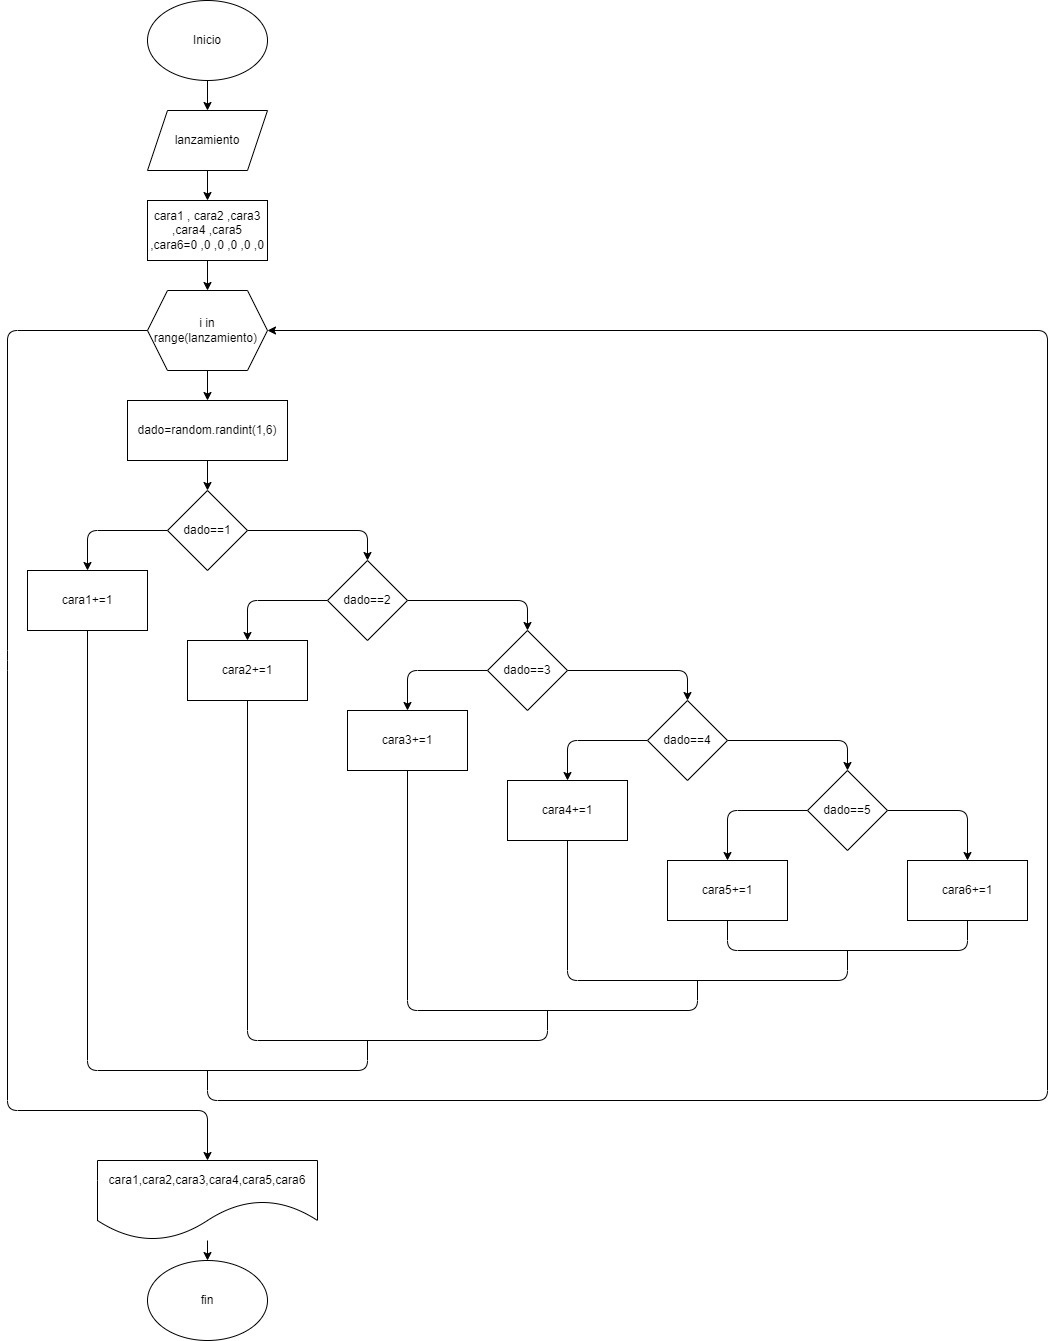 Inicio
lanzamiento
cara1 , cara2 ,cara3
,cara4 ,cara5
,cara6=0 ,0 ,0 ,0 ,0 ,0
i in
range(lanzamiento)
dado=random.randint(1,6)
dado==1
cara1+=1
dado==2
cara2+=1
dado==3
cara3+=1
dado==4
cara4+=1
dado==5
cara5+=1
cara6+=1
cara1,cara2,cara3,cara4,cara5,cara6
fin